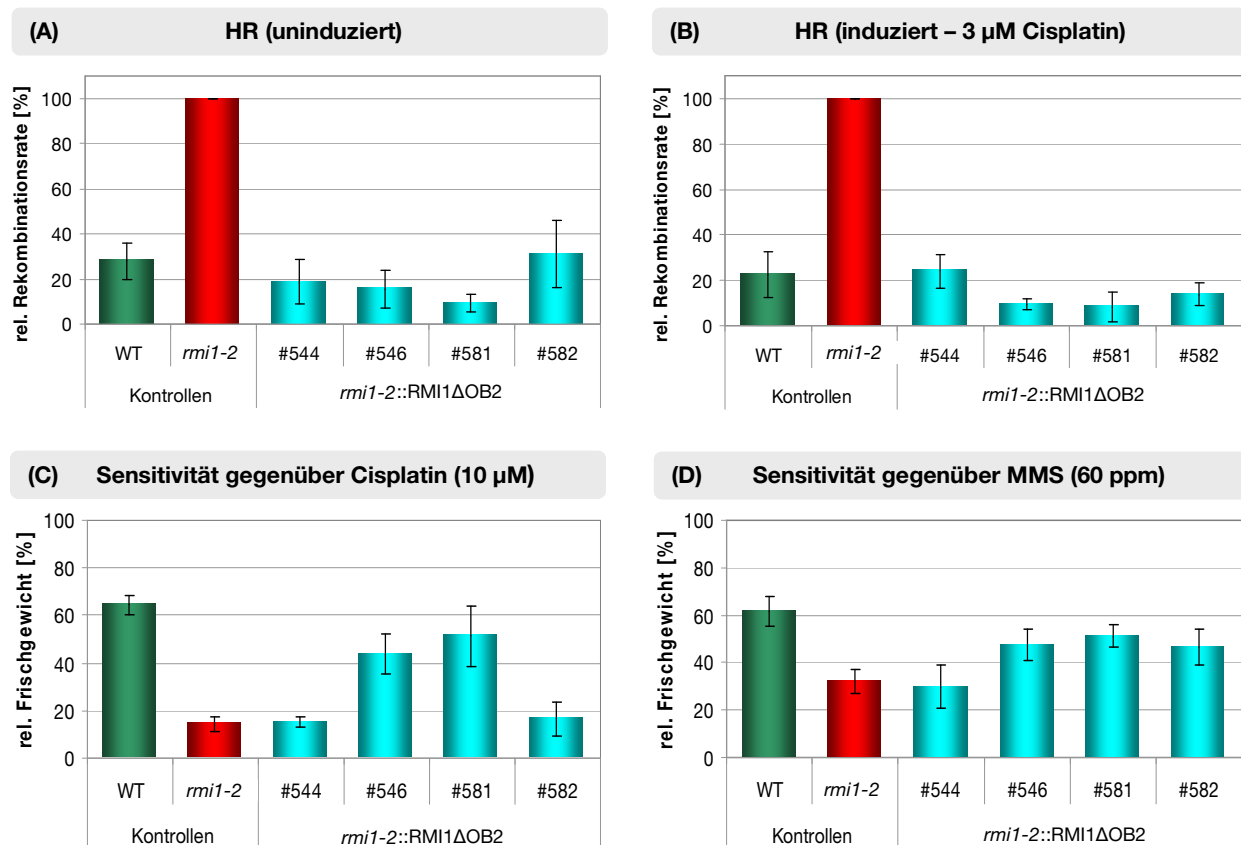 (A) HR (uninduziert)
rel. Rekombinationsrate [%]
100
80
60
40
20
0
WT rmi1-2 #544 #546 #581 #582
Kontrollen rmi1-2::RMI1ΔOB2
(B) HR (induziert – 3 µM Cisplatin)
rel. Rekombinationsrate [%]
100
80
60
40
20
0
WT rmi1-2 #544 #546 #581 #582
Kontrollen rmi1-2::RMI1ΔOB2
(C) Sensitivität gegenüber Cisplatin (10 µM)
rel. Frischgewicht [%]
100
80
60
40
20
0
WT rmi1-2 #544 #546 #581 #582
Kontrollen rmi1-2::RMI1ΔOB2
(D) Sensitivität gegenüber MMS (60 ppm)
rel. Frischgewicht [%]
100
80
60
40
20
0
WT rmi1-2 #544 #546 #581 #582
Kontrollen rmi1-2::RMI1ΔOB2